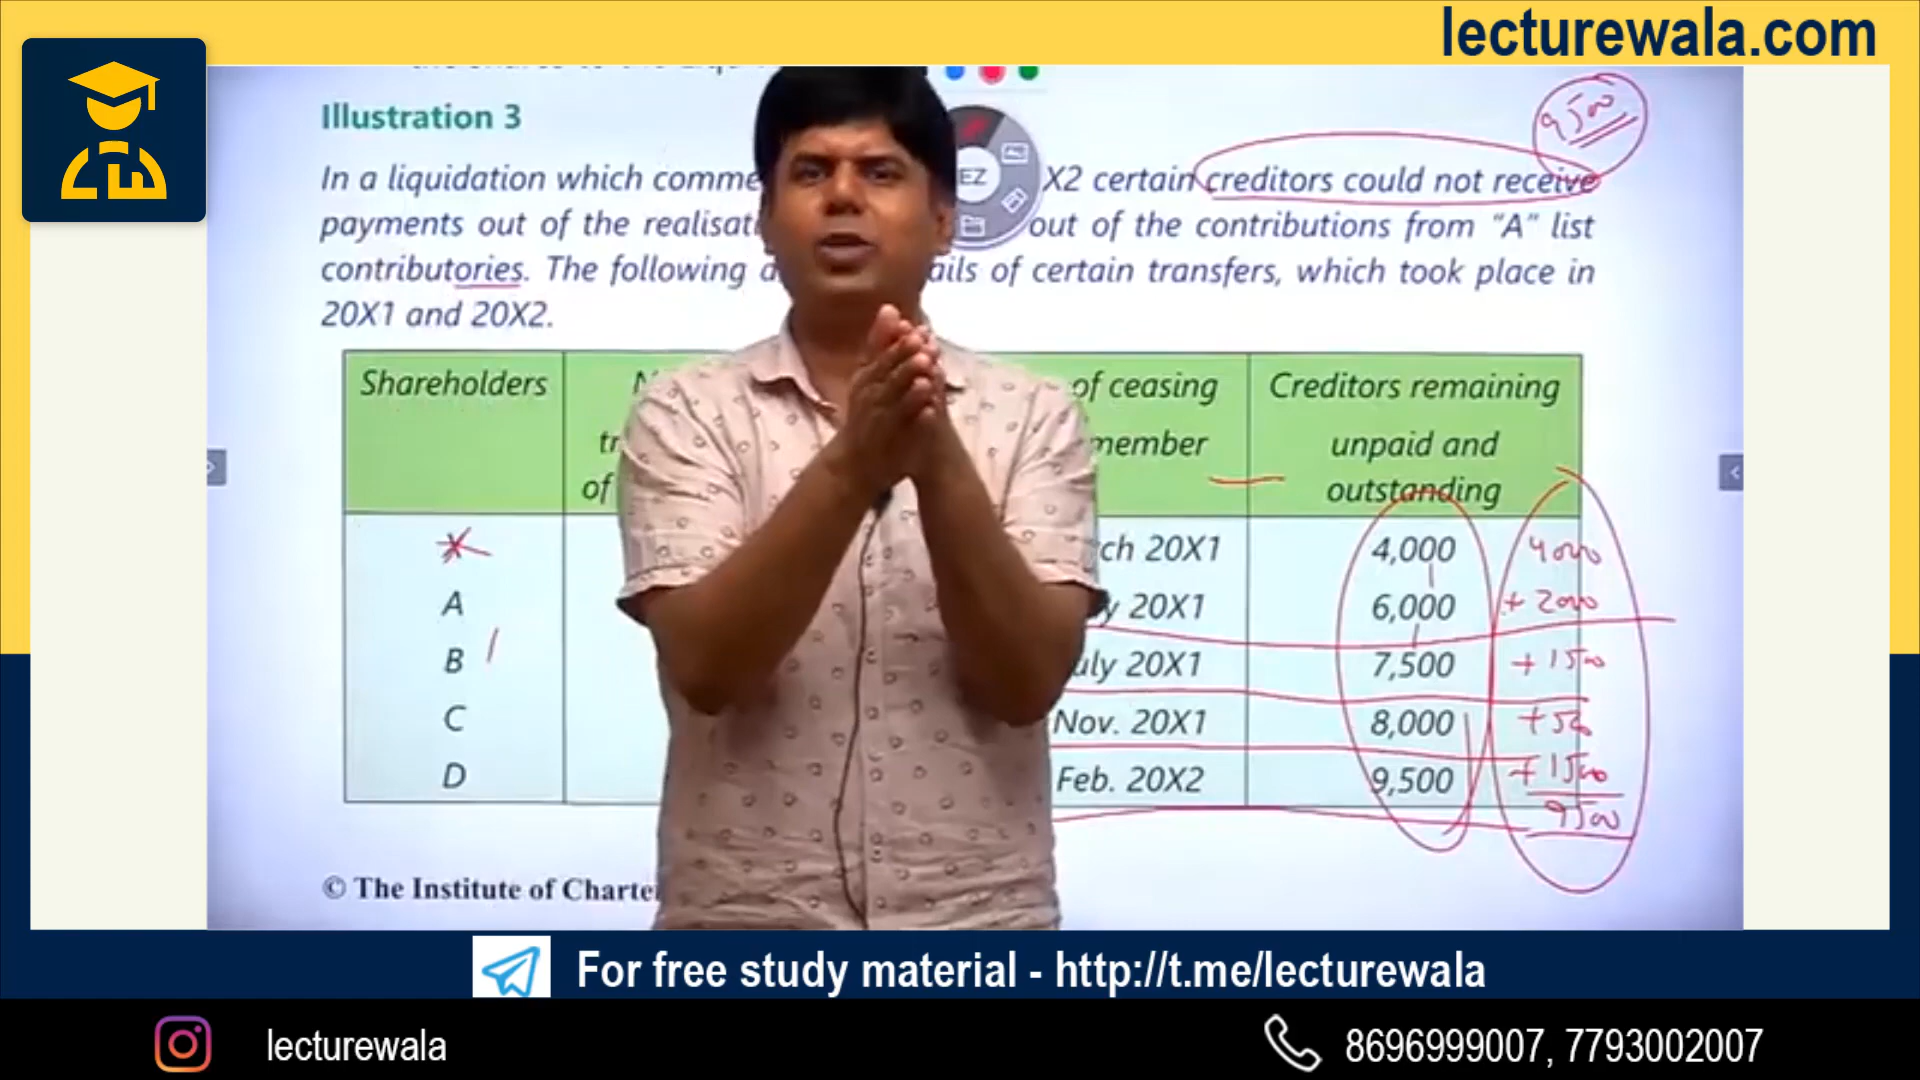 lecturewala.com
Illustration 3
9500
In a liquidation which comme X2 certain creditors could not receive
payments out of the realisati out of the contributions from "A" list
contributories. The following a ails of certain transfers, which took place in
20X1 and 20X2.
EZ
Shareholders N of ceasing Creditors remaining
tr member unpaid and
of outstanding
ch 20X1 4,000 4000
A y 20X1 6,000 + 2000
B uly 20X1 7,500 + 1500
C Nov. 20X1 8,000 + 500
D Feb. 20X2 9,500 + 1500
9500
© The Institute of Charte
For free study material - http://t.me/lecturewala
lecturewala
8696999007, 7793002007